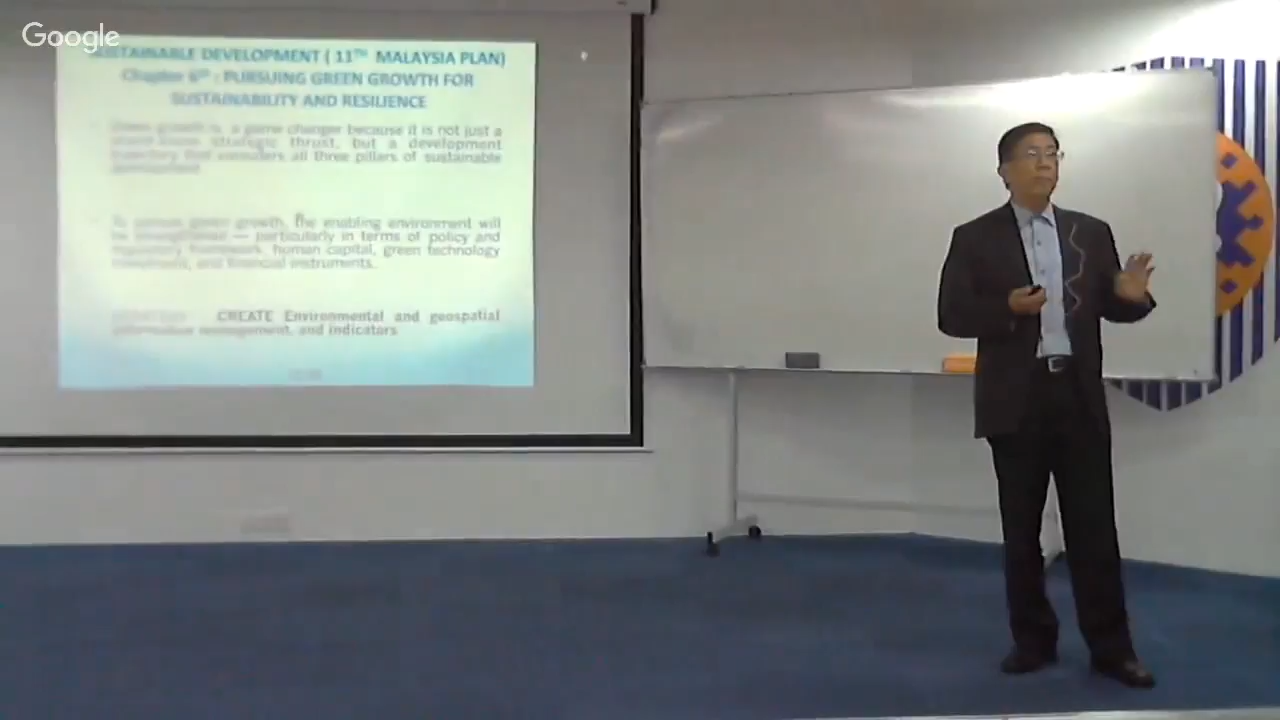 Google
SUSTAINABLE DEVELOPMENT ( 11TH MALAYSIA PLAN)
Chapter 6th : PURSUING GREEN GROWTH FOR
SUSTAINABILITY AND RESILIENCE
Green growth is a game changer because it is not just a
strategic thrust, but a development
trajectory that considers all three pillars of sustainable
development
To pursue green growth, the enabling environment will
be strengthened — particularly in terms of policy and
regulatory framework, human capital, green technology
investment, and financial instruments.
CREATE Environmental and geospatial
information management, and indicators